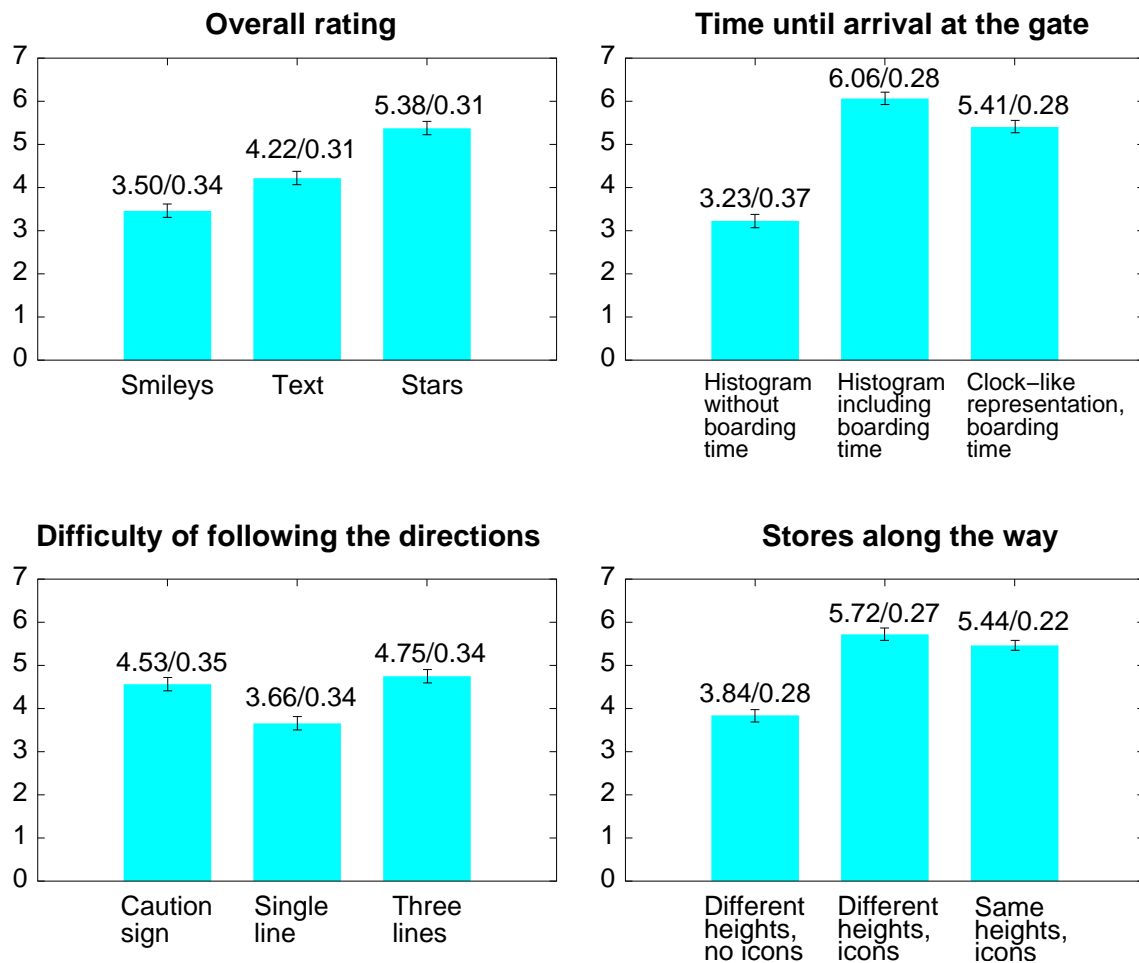 Overall rating
7
6
5
4
3
2
1
0
3.50/0.34
4.22/0.31
5.38/0.31
Smileys
Text
Stars
Time until arrival at the gate
7
6
5
4
3
2
1
0
3.23/0.37
6.06/0.28
5.41/0.28
Histogram
without
boarding
time
Histogram
including
boarding
time
Clock−like
representation,
boarding
time
Difficulty of following the directions
7
6
5
4
3
2
1
0
4.53/0.35
3.66/0.34
4.75/0.34
Caution
sign
Single
line
Three
lines
Stores along the way
7
6
5
4
3
2
1
0
3.84/0.28
5.72/0.27
5.44/0.22
Different
heights,
no icons
Different
heights,
icons
Same
heights,
icons